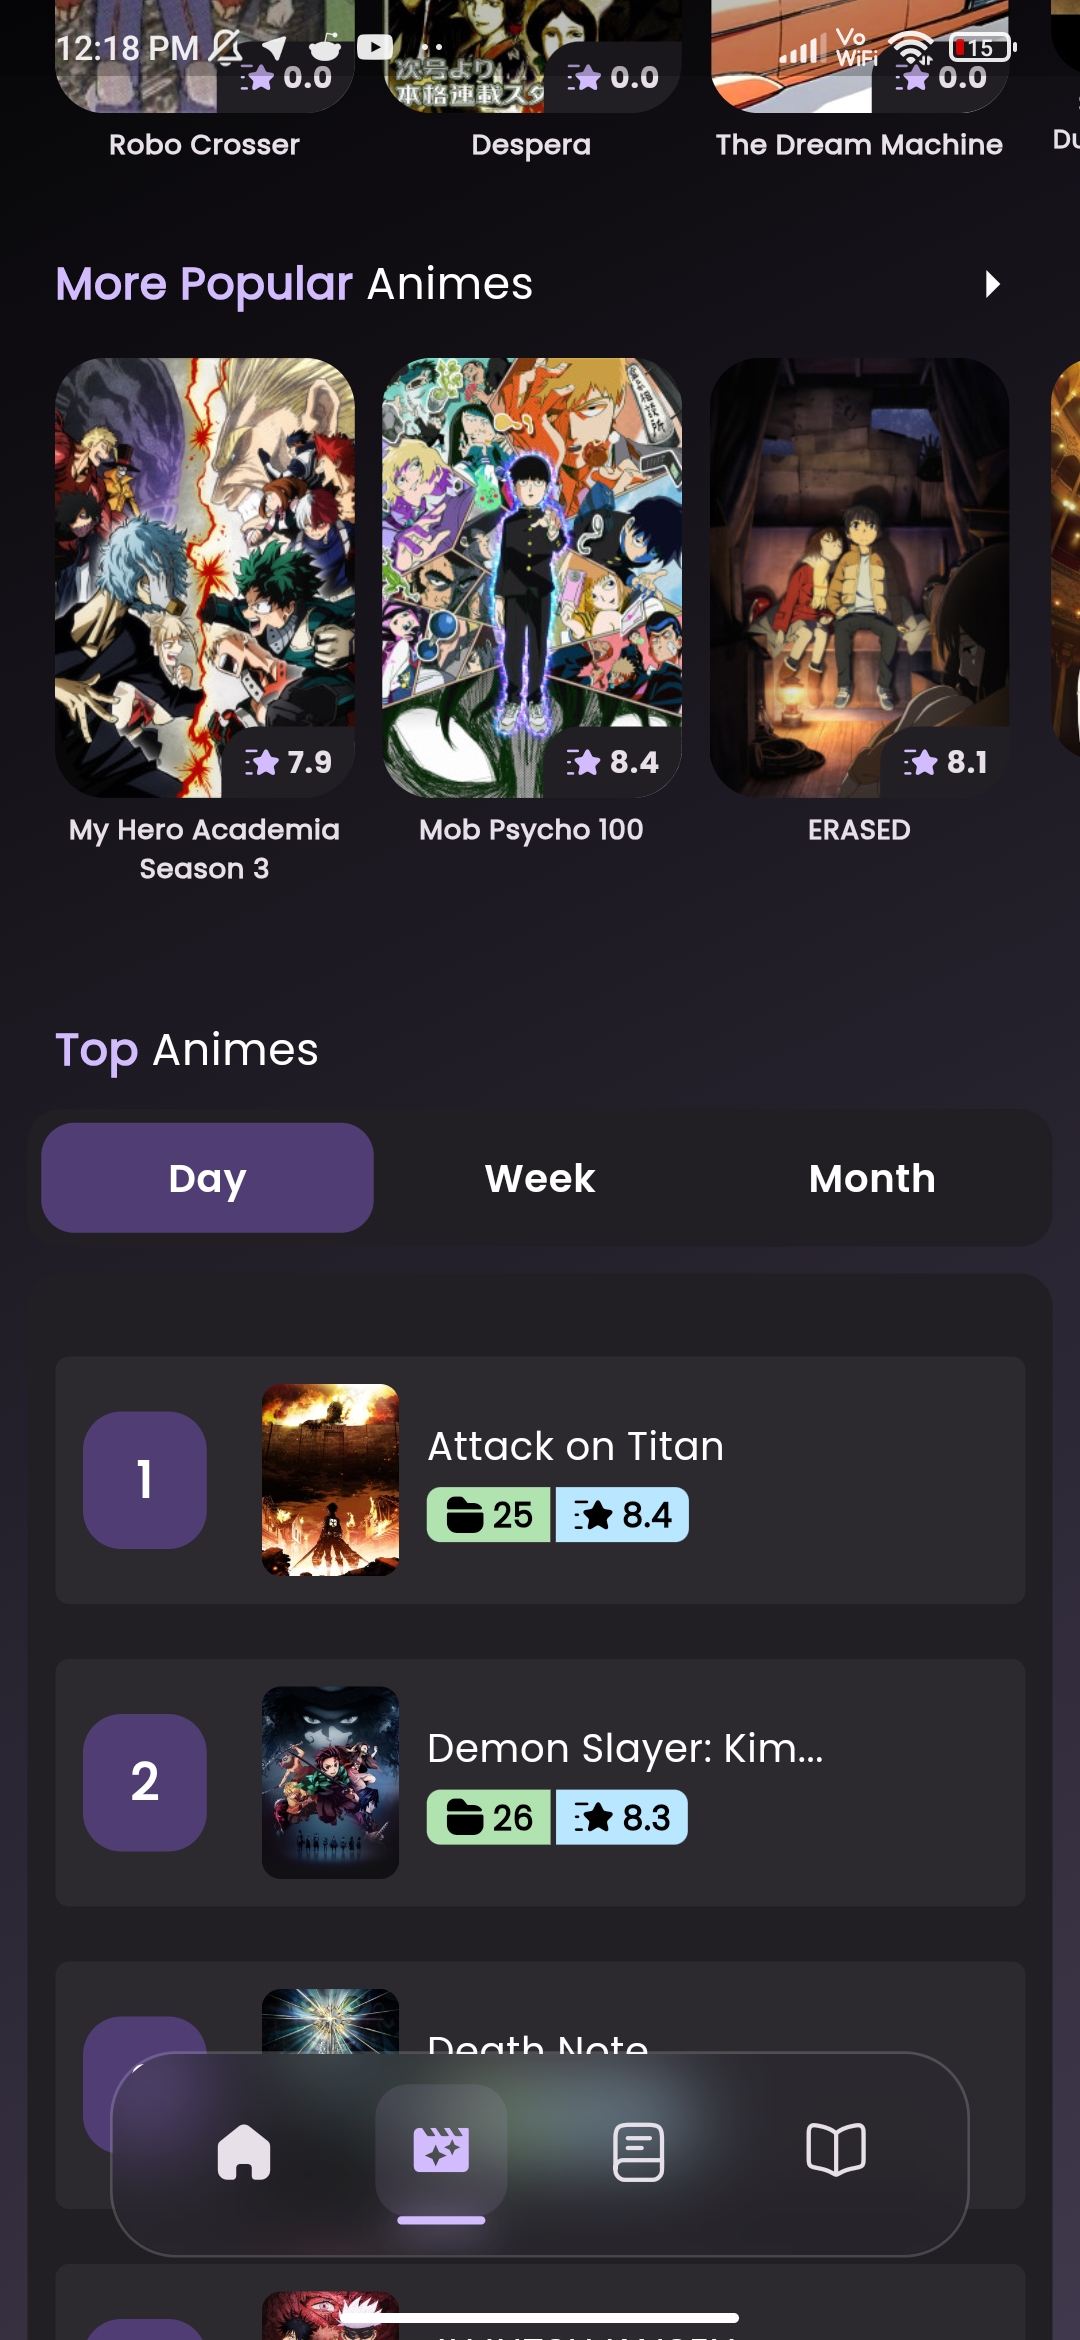 12:18 PM
Vo
WiFi
15
次号より
本格連載スタ
0.0
0.0
0.0
Robo Crosser
Despera
The Dream Machine
Du
More Popular Animes
7.9
8.4
8.1
My Hero Academia
Season 3
Mob Psycho 100
ERASED
Top Animes
Day
Week
Month
1
Attack on Titan
25
8.4
2
Demon Slayer: Kim...
26
8.3
Death Note